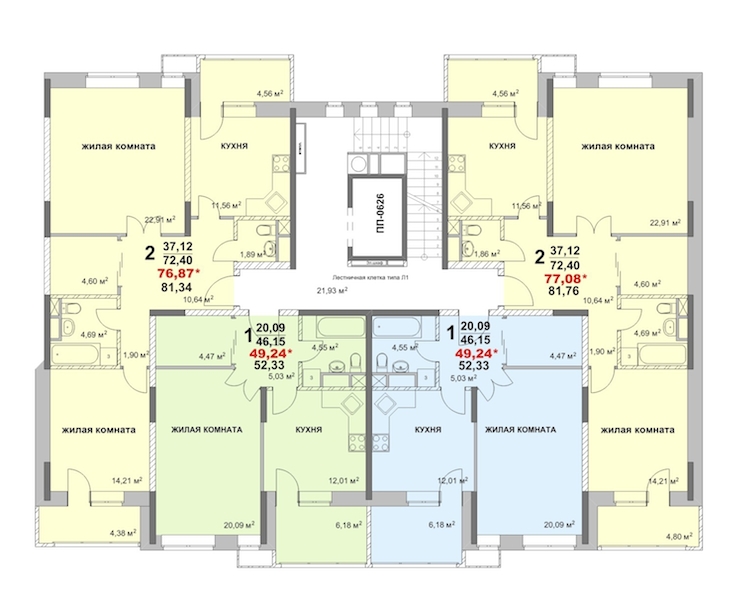 4,56 м²
4,56 м²
жилая комната
кухня
кухня
жилая комната
ПП-0626
11,56 м²
11,56 м²
22,91 м²
22,91 м²
2
37,12
72,40
76,87*
81,34
1,89 м²
1,86 м²
2
37,12
72,40
77,08*
81,76
Лестничная клетка типа Л1
21,93 м²
4,60 м²
10,64 м²
10,64 м²
4,60 м²
4,69 м²
1,90 м²
4,47 м²
1
20,09
46,15
49,24*
52,33
4,55 м²
5,03 м²
З
4,55 м²
5,03 м²
З
1
20,09
46,15
49,24*
52,33
4,47 м²
1,90 м²
4,69 м²
жилая комната
ЖИЛАЯ КОМНАТА
КУХНЯ
КУХНЯ
ЖИЛАЯ КОМНАТА
жилая комната
14,21 м²
12,01 м²
12,01 м²
14,21 м²
4,38 м²
20,09 м²
6,18 м²
6,18 м²
20,09 м²
4,80 м²